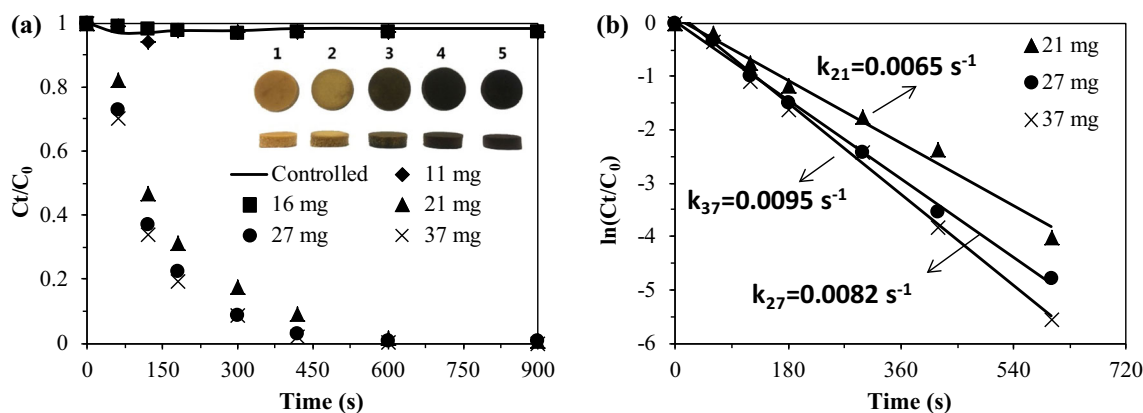 (a)
1
0.8
0.6
0.4
0.2
0
Ct/C0
1 2 3 4 5
Controlled 11 mg
16 mg 21 mg
27 mg 37 mg
0 150 300 450 600 750 900
Time (s)
(b)
0
-1
-2
-3
-4
-5
-6
ln(Ct/C0)
21 mg
27 mg
37 mg
k21=0.0065 s-1
k37=0.0095 s-1
k27=0.0082 s-1
0 180 360 540 720
Time (s)